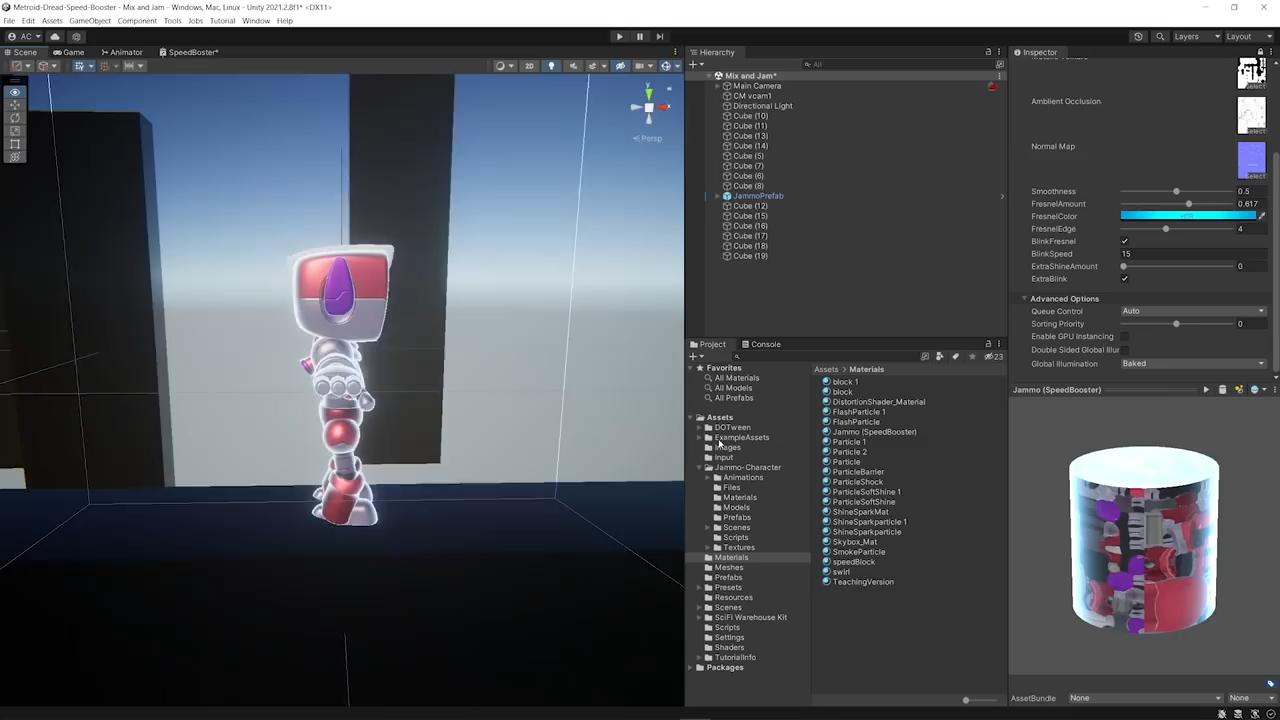 Metroid-Dread-Speed-Booster - Mix and Jam - Windows, Mac, Linux - Unity 2021.2.8f1* <DX11>
File Edit Assets GameObject Component Tools Jobs Tutorial Window Help
AC Layers Layout
Scene Game Animator SpeedBoster*
2D
y
x
Persp
Hierarchy
All
Mix and Jam*
Main Camera
CM vcam1
Directional Light
Cube (10)
Cube (11)
Cube (13)
Cube (14)
Cube (5)
Cube (7)
Cube (6)
Cube (8)
JammoPrefab
Cube (12)
Cube (15)
Cube (16)
Cube (17)
Cube (18)
Cube (19)
Project Console
23
Favorites
All Materials
All Models
All Prefabs
Assets
DOTween
ExampleAssets
Images
Input
Jammo-Character
Animations
Files
Materials
Models
Prefabs
Scenes
Scripts
Textures
Materials
Meshes
Prefabs
Presets
Resources
Scenes
SciFi Warehouse Kit
Scripts
Settings
Shaders
TutorialInfo
Packages
Assets > Materials
block 1
block
DistortionShader_Material
FlashParticle 1
FlashParticle
Jammo (SpeedBooster)
Particle 1
Particle 2
Particle
ParticleBarrier
ParticleShock
ParticleSoftShine 1
ParticleSoftShine
ShineSparkMat
ShineSparkparticle 1
ShineSparkparticle
Skybox_Mat
SmokeParticle
speedBlock
swirl
TeachingVersion
Inspector
Select
Ambient Occlusion
Select
Normal Map
Select
Smoothness 0.5
FresnelAmount 0.617
FresnelColor HDR
FresnelEdge 4
BlinkFresnel
BlinkSpeed 15
ExtraShineAmount 0
ExtraBlink
Advanced Options
Queue Control Auto
Sorting Priority 0
Enable GPU Instancing
Double Sided Global Illur
Global Illumination Baked
Jammo (SpeedBooster)
AssetBundle None None